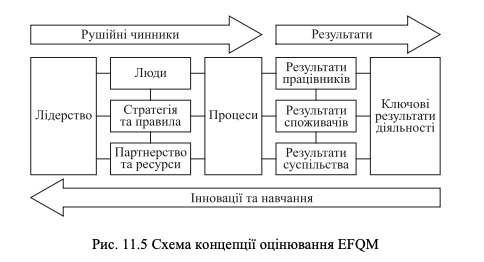 Рушійні чинники
Результати
Лідерство
Люди
Стратегія
та правила
Партнерство
та ресурси
Процеси
Результати
працівників
Результати
споживачів
Результати
суспільства
Ключові
результати
діяльності
Інновації та навчання
Рис. 11.5 Схема концепції оцінювання EFQM